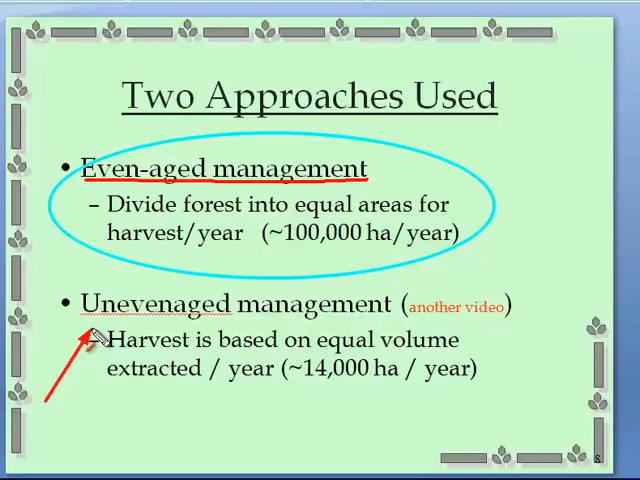 Two Approaches Used
• Even-aged management
– Divide forest into equal areas for
harvest/year (~100,000 ha/year)
• Unevenaged management (another video)
– Harvest is based on equal volume
extracted / year (~14,000 ha / year)
8